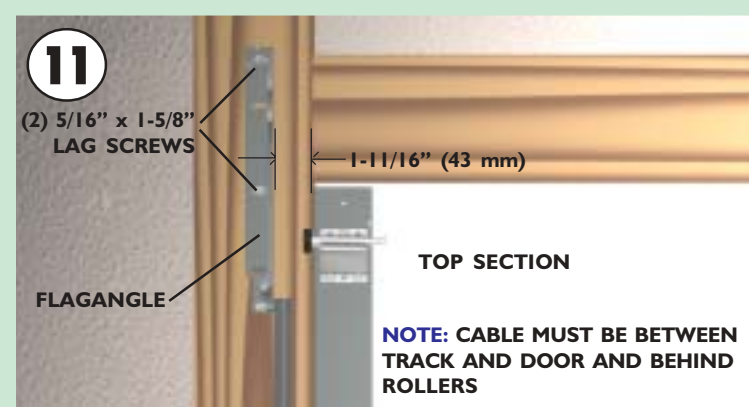 11
(2) 5/16” x 1-5/8”
LAG SCREWS
1-11/16” (43 mm)
TOP SECTION
FLAGANGLE
NOTE: CABLE MUST BE BETWEEN
TRACK AND DOOR AND BEHIND
ROLLERS